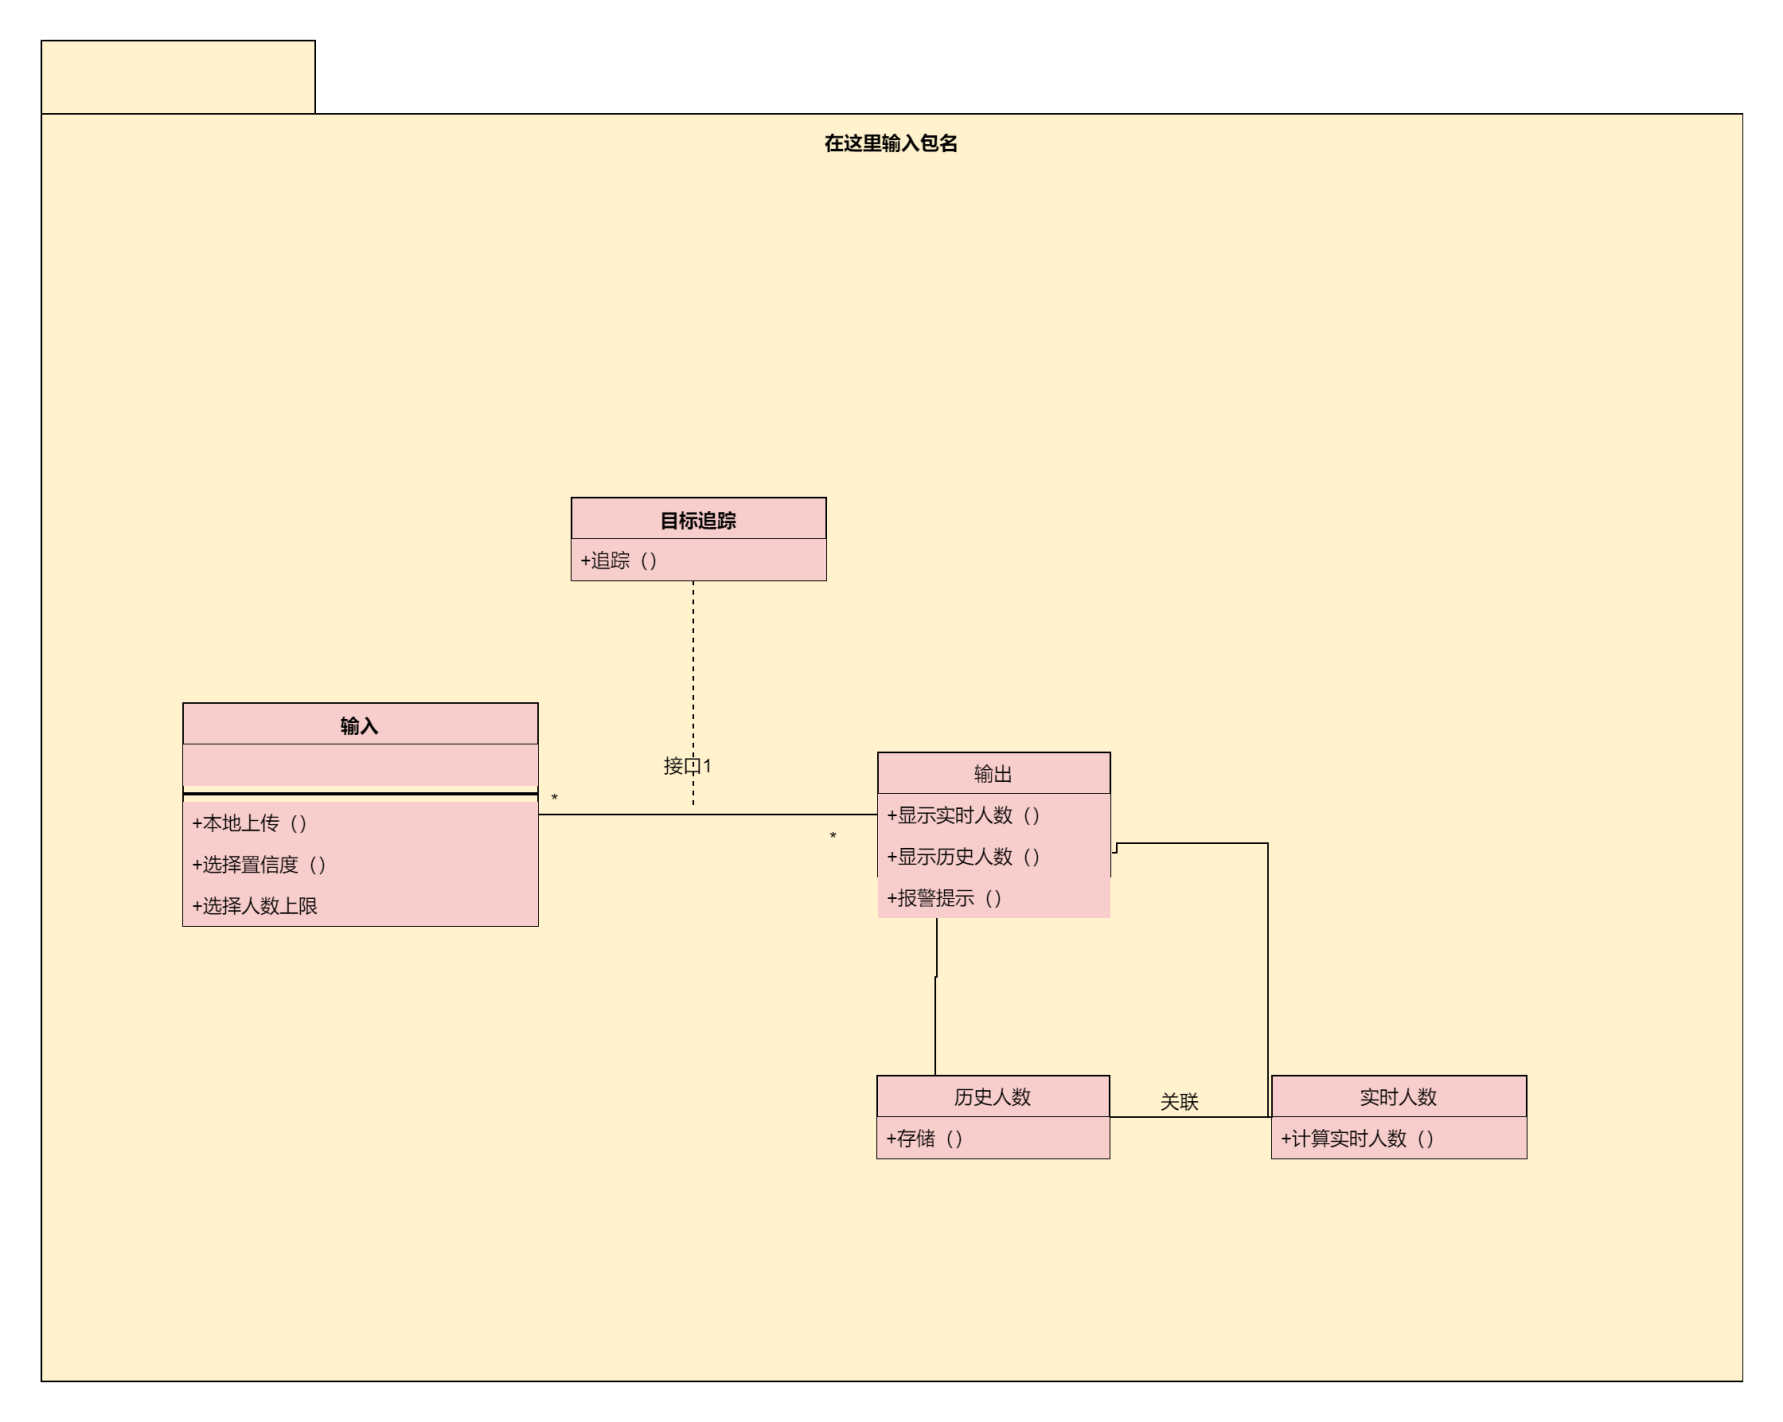 在这里输入包名
目标追踪
+追踪（）
输入
接口1
*
*
+本地上传（）
+选择置信度（）
+选择人数上限
输出
+显示实时人数（）
+显示历史人数（）
+报警提示（）
历史人数
+存储（）
关联
实时人数
+计算实时人数（）